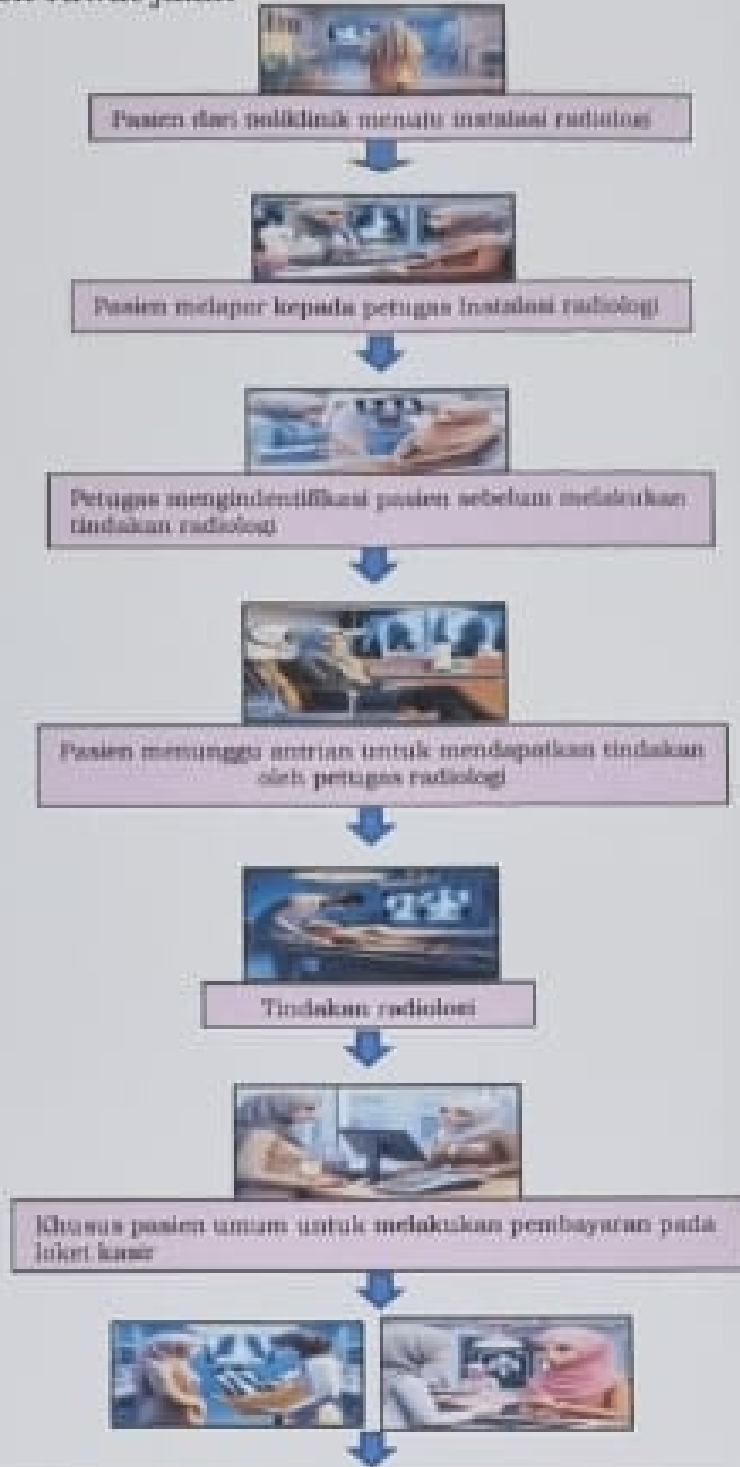 Pasien dari poliklinik menuju instalasi radiologi
Pasien melapor kepada petugas Instalasi radiologi
Petugas mengindentifikasi pasien sebelum melakukan
tindakan radiologi
Pasien menunggu antrian untuk mendapatkan tindakan
oleh petugas radiologi
Tindakan radiologi
Khusus pasien umum untuk melakukan pembayaran pada
loket kasir